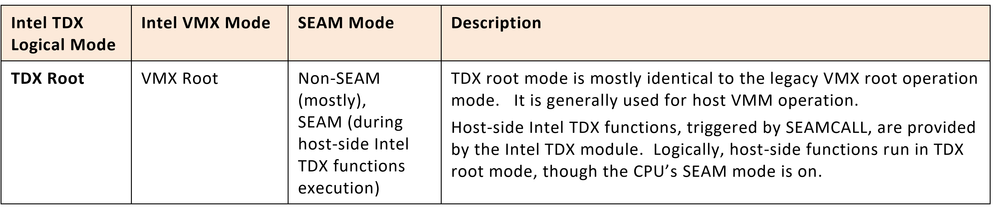 Intel TDX
Logical Mode
Intel VMX Mode
SEAM Mode
Description
TDX Root
VMX Root
Non-SEAM
(mostly),
SEAM (during
host-side Intel
TDX functions
execution)
TDX root mode is mostly identical to the legacy VMX root operation
mode.   It is generally used for host VMM operation.
Host-side Intel TDX functions, triggered by SEAMCALL, are provided
by the Intel TDX module.  Logically, host-side functions run in TDX
root mode, though the CPU’s SEAM mode is on.